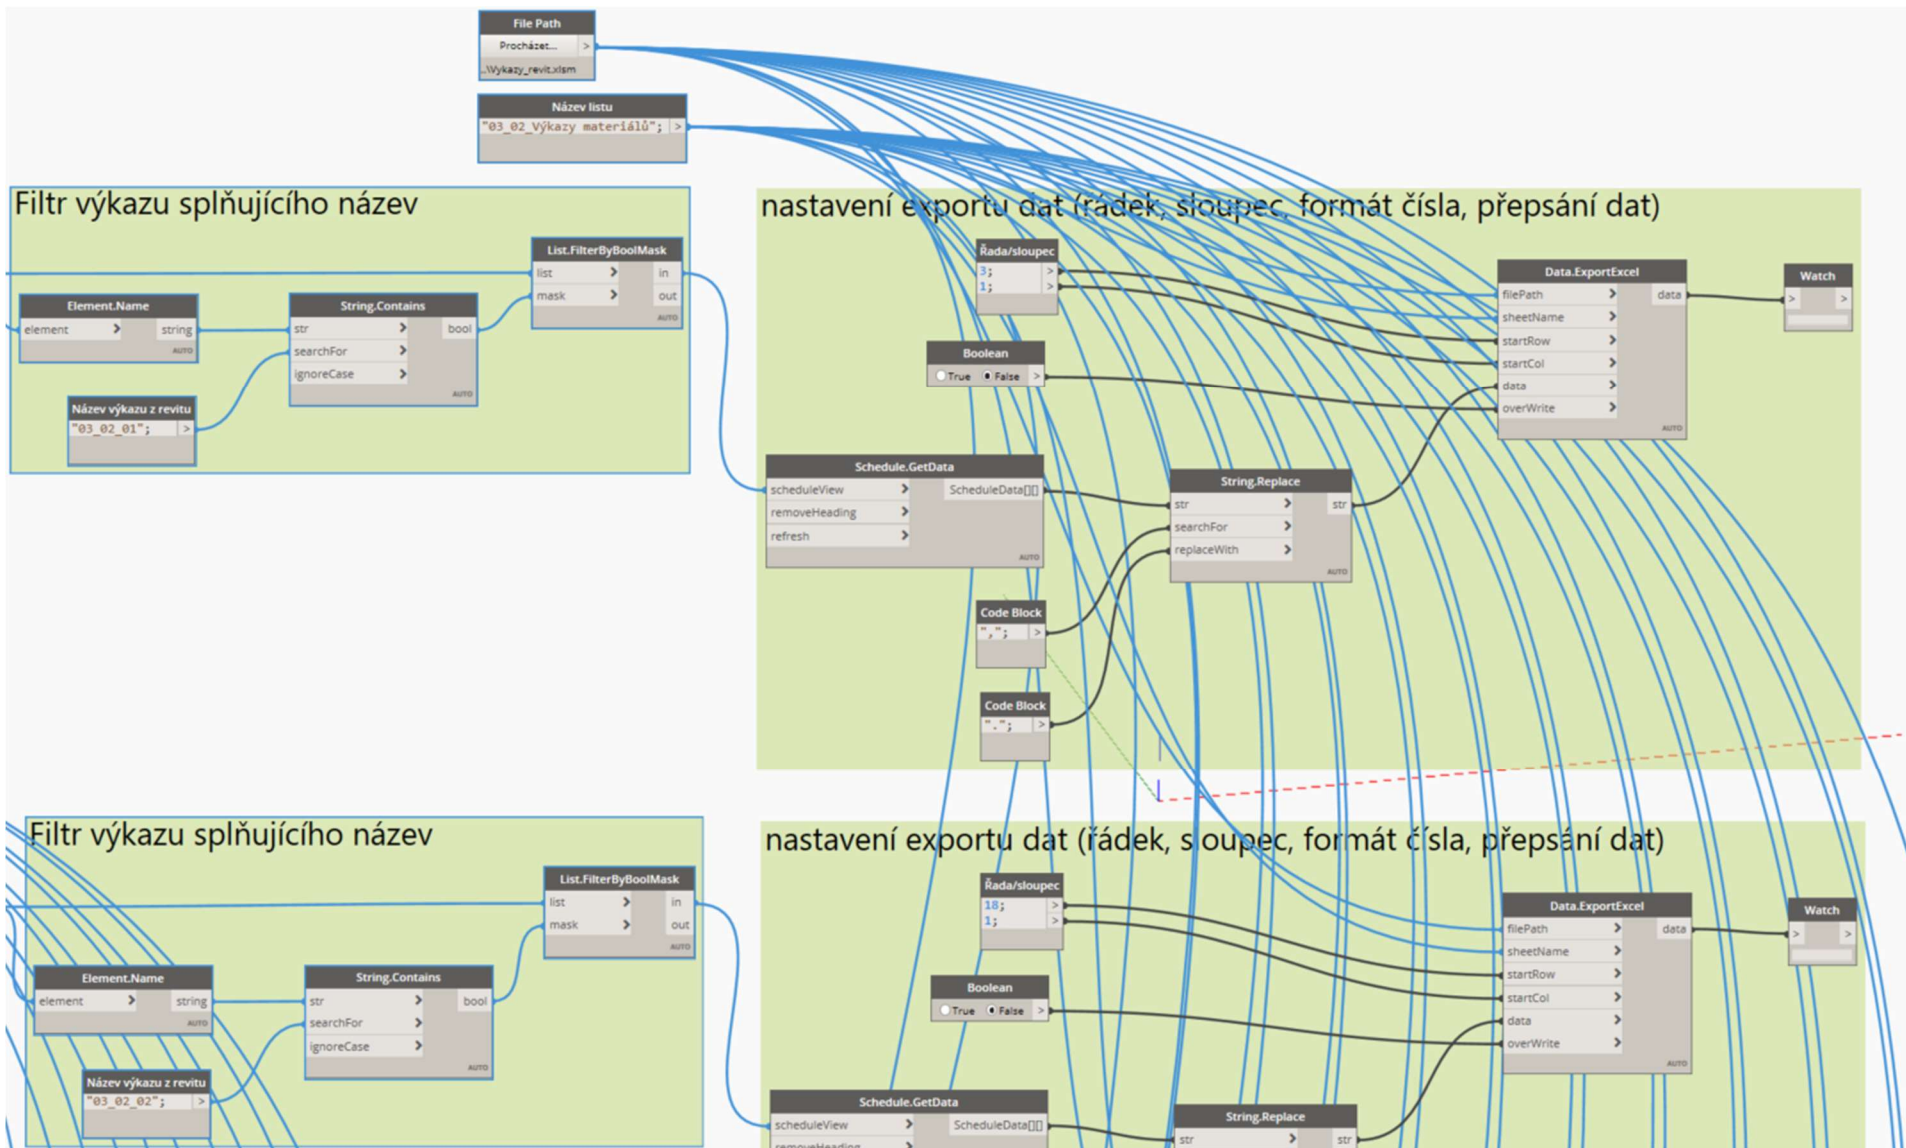 File Path
Procházet... >
..\Vykazy_revit.xlsm
Název listu
"03_02_Výkazy materiálů"; >
Filtr výkazu splňujícího název
List.FilterByBoolMask
list > in
mask > out
AUTO
Element.Name
element > string
AUTO
String.Contains
str > bool
searchFor >
ignoreCase >
AUTO
Název výkazu z revitu
"03_02_01"; >
nastavení exportu dat (řádek, sloupec, formát čísla, přepsání dat)
Řada/sloupec
3; >
1; >
Boolean
True False >
Data.ExportExcel
filePath > data
sheetName >
startRow >
startCol >
data >
overWrite >
AUTO
Watch
> >
Schedule.GetData
scheduleView > ScheduleData[][]
removeHeading >
refresh >
AUTO
String.Replace
str > str
searchFor >
replaceWith >
AUTO
Code Block
","; >
Code Block
"."; >
Filtr výkazu splňujícího název
List.FilterByBoolMask
list > in
mask > out
AUTO
Element.Name
element > string
AUTO
String.Contains
str > bool
searchFor >
ignoreCase >
AUTO
Název výkazu z revitu
"03_02_02"; >
nastavení exportu dat (řádek, sloupec, formát čísla, přepsání dat)
Řada/sloupec
18; >
1; >
Boolean
True False >
Data.ExportExcel
filePath > data
sheetName >
startRow >
startCol >
data >
overWrite >
AUTO
Watch
> >
Schedule.GetData
scheduleView > ScheduleData[][]
removeHeading >
String.Replace
str > str